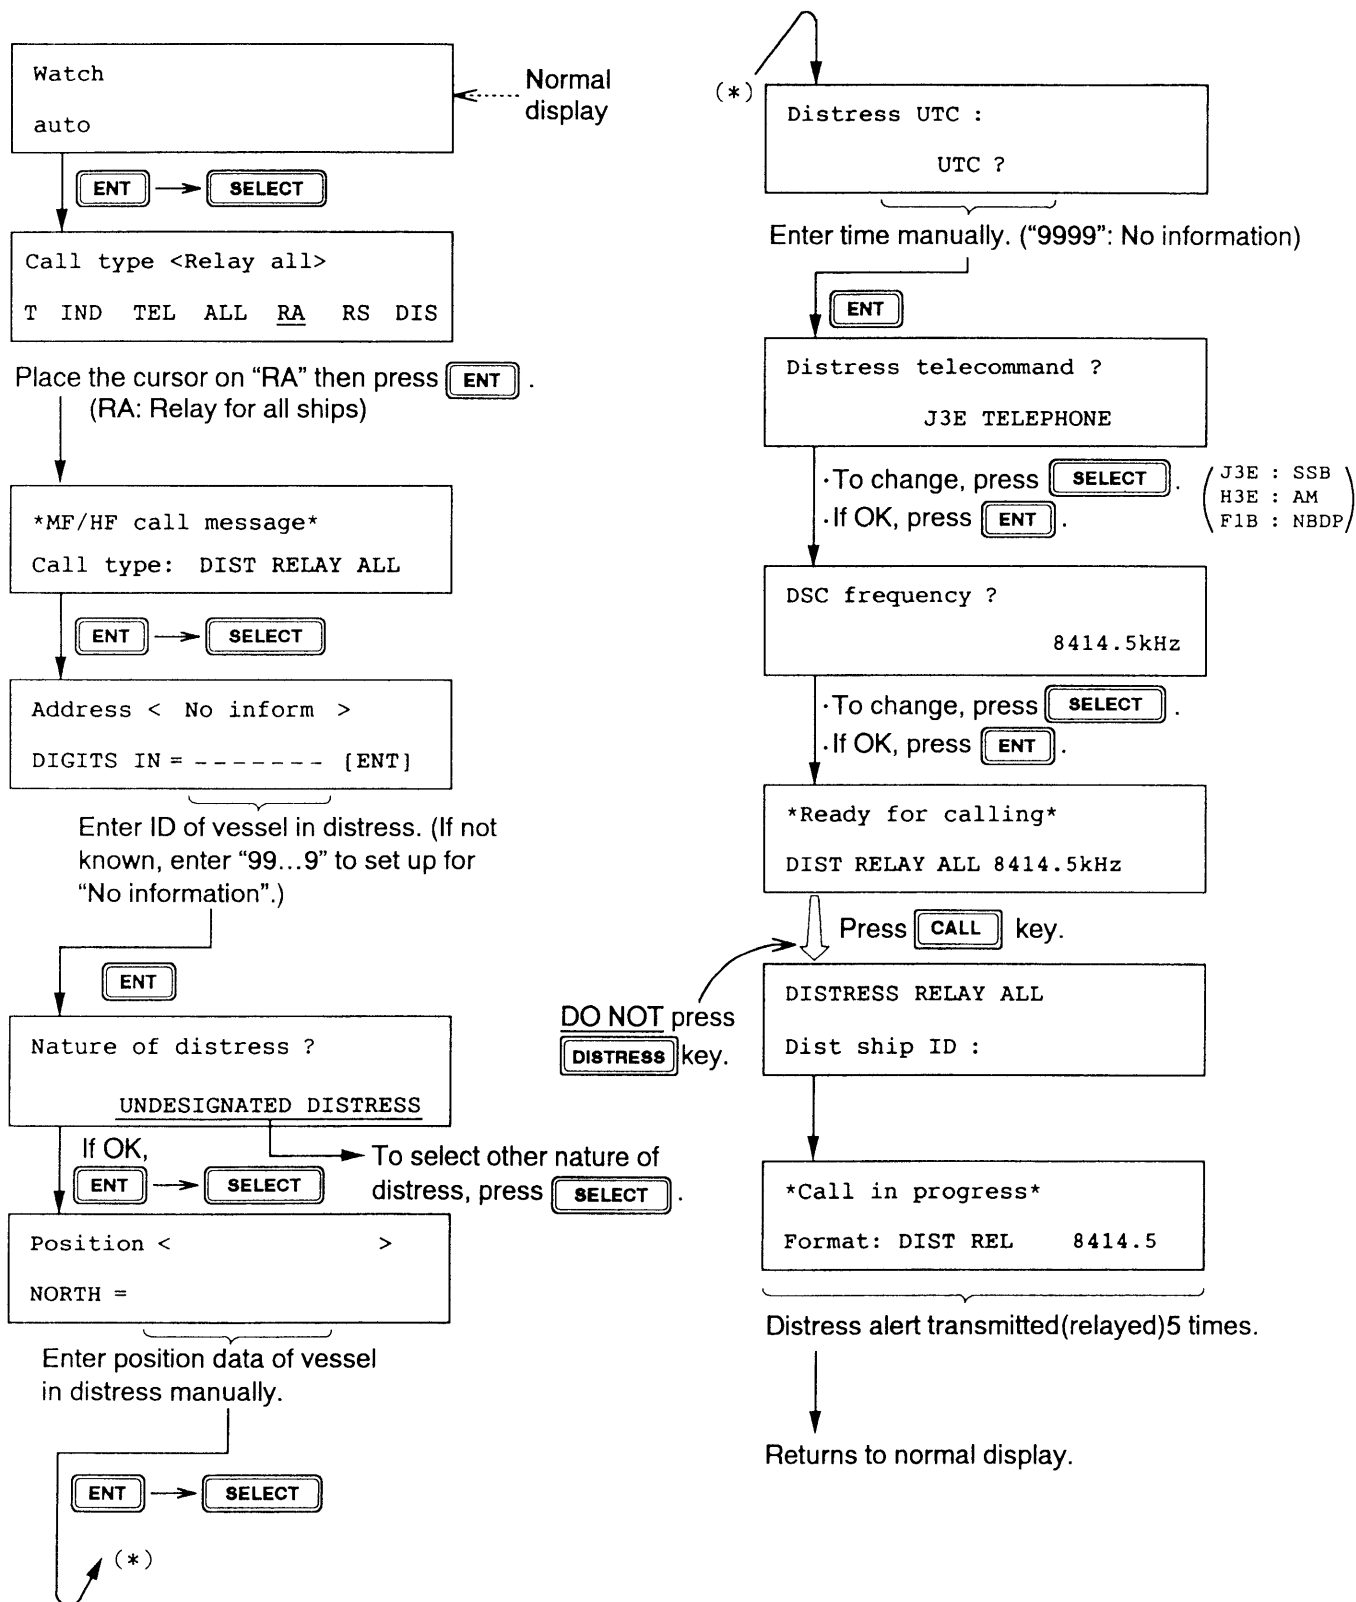 Watch
auto
Normal
display
ENT
SELECT
Call type <Relay all>
T IND TEL ALL RA RS DIS
Place the cursor on “RA” then press ENT .
(RA: Relay for all ships)
*MF/HF call message*
Call type: DIST RELAY ALL
ENT
SELECT
Address < No inform >
DIGITS IN = - - - - - - - [ENT]
Enter ID of vessel in distress. (If not
known, enter “99...9” to set up for
“No information”.)
ENT
Nature of distress ?
UNDESIGNATED DISTRESS
If OK,
ENT
SELECT
To select other nature of
distress, press SELECT .
Position < >
NORTH =
Enter position data of vessel
in distress manually.
ENT
SELECT
(*)
(*)
Distress UTC :
UTC ?
Enter time manually. (“9999”: No information)
ENT
Distress telecommand ?
J3E TELEPHONE
·To change, press SELECT .
·If OK, press ENT .
J3E : SSB
H3E : AM
F1B : NBDP
DSC frequency ?
8414.5kHz
·To change, press SELECT .
·If OK, press ENT .
*Ready for calling*
DIST RELAY ALL 8414.5kHz
Press CALL key.
DO NOT press
DISTRESS key.
DISTRESS RELAY ALL
Dist ship ID :
*Call in progress*
Format: DIST REL 8414.5
Distress alert transmitted(relayed)5 times.
Returns to normal display.